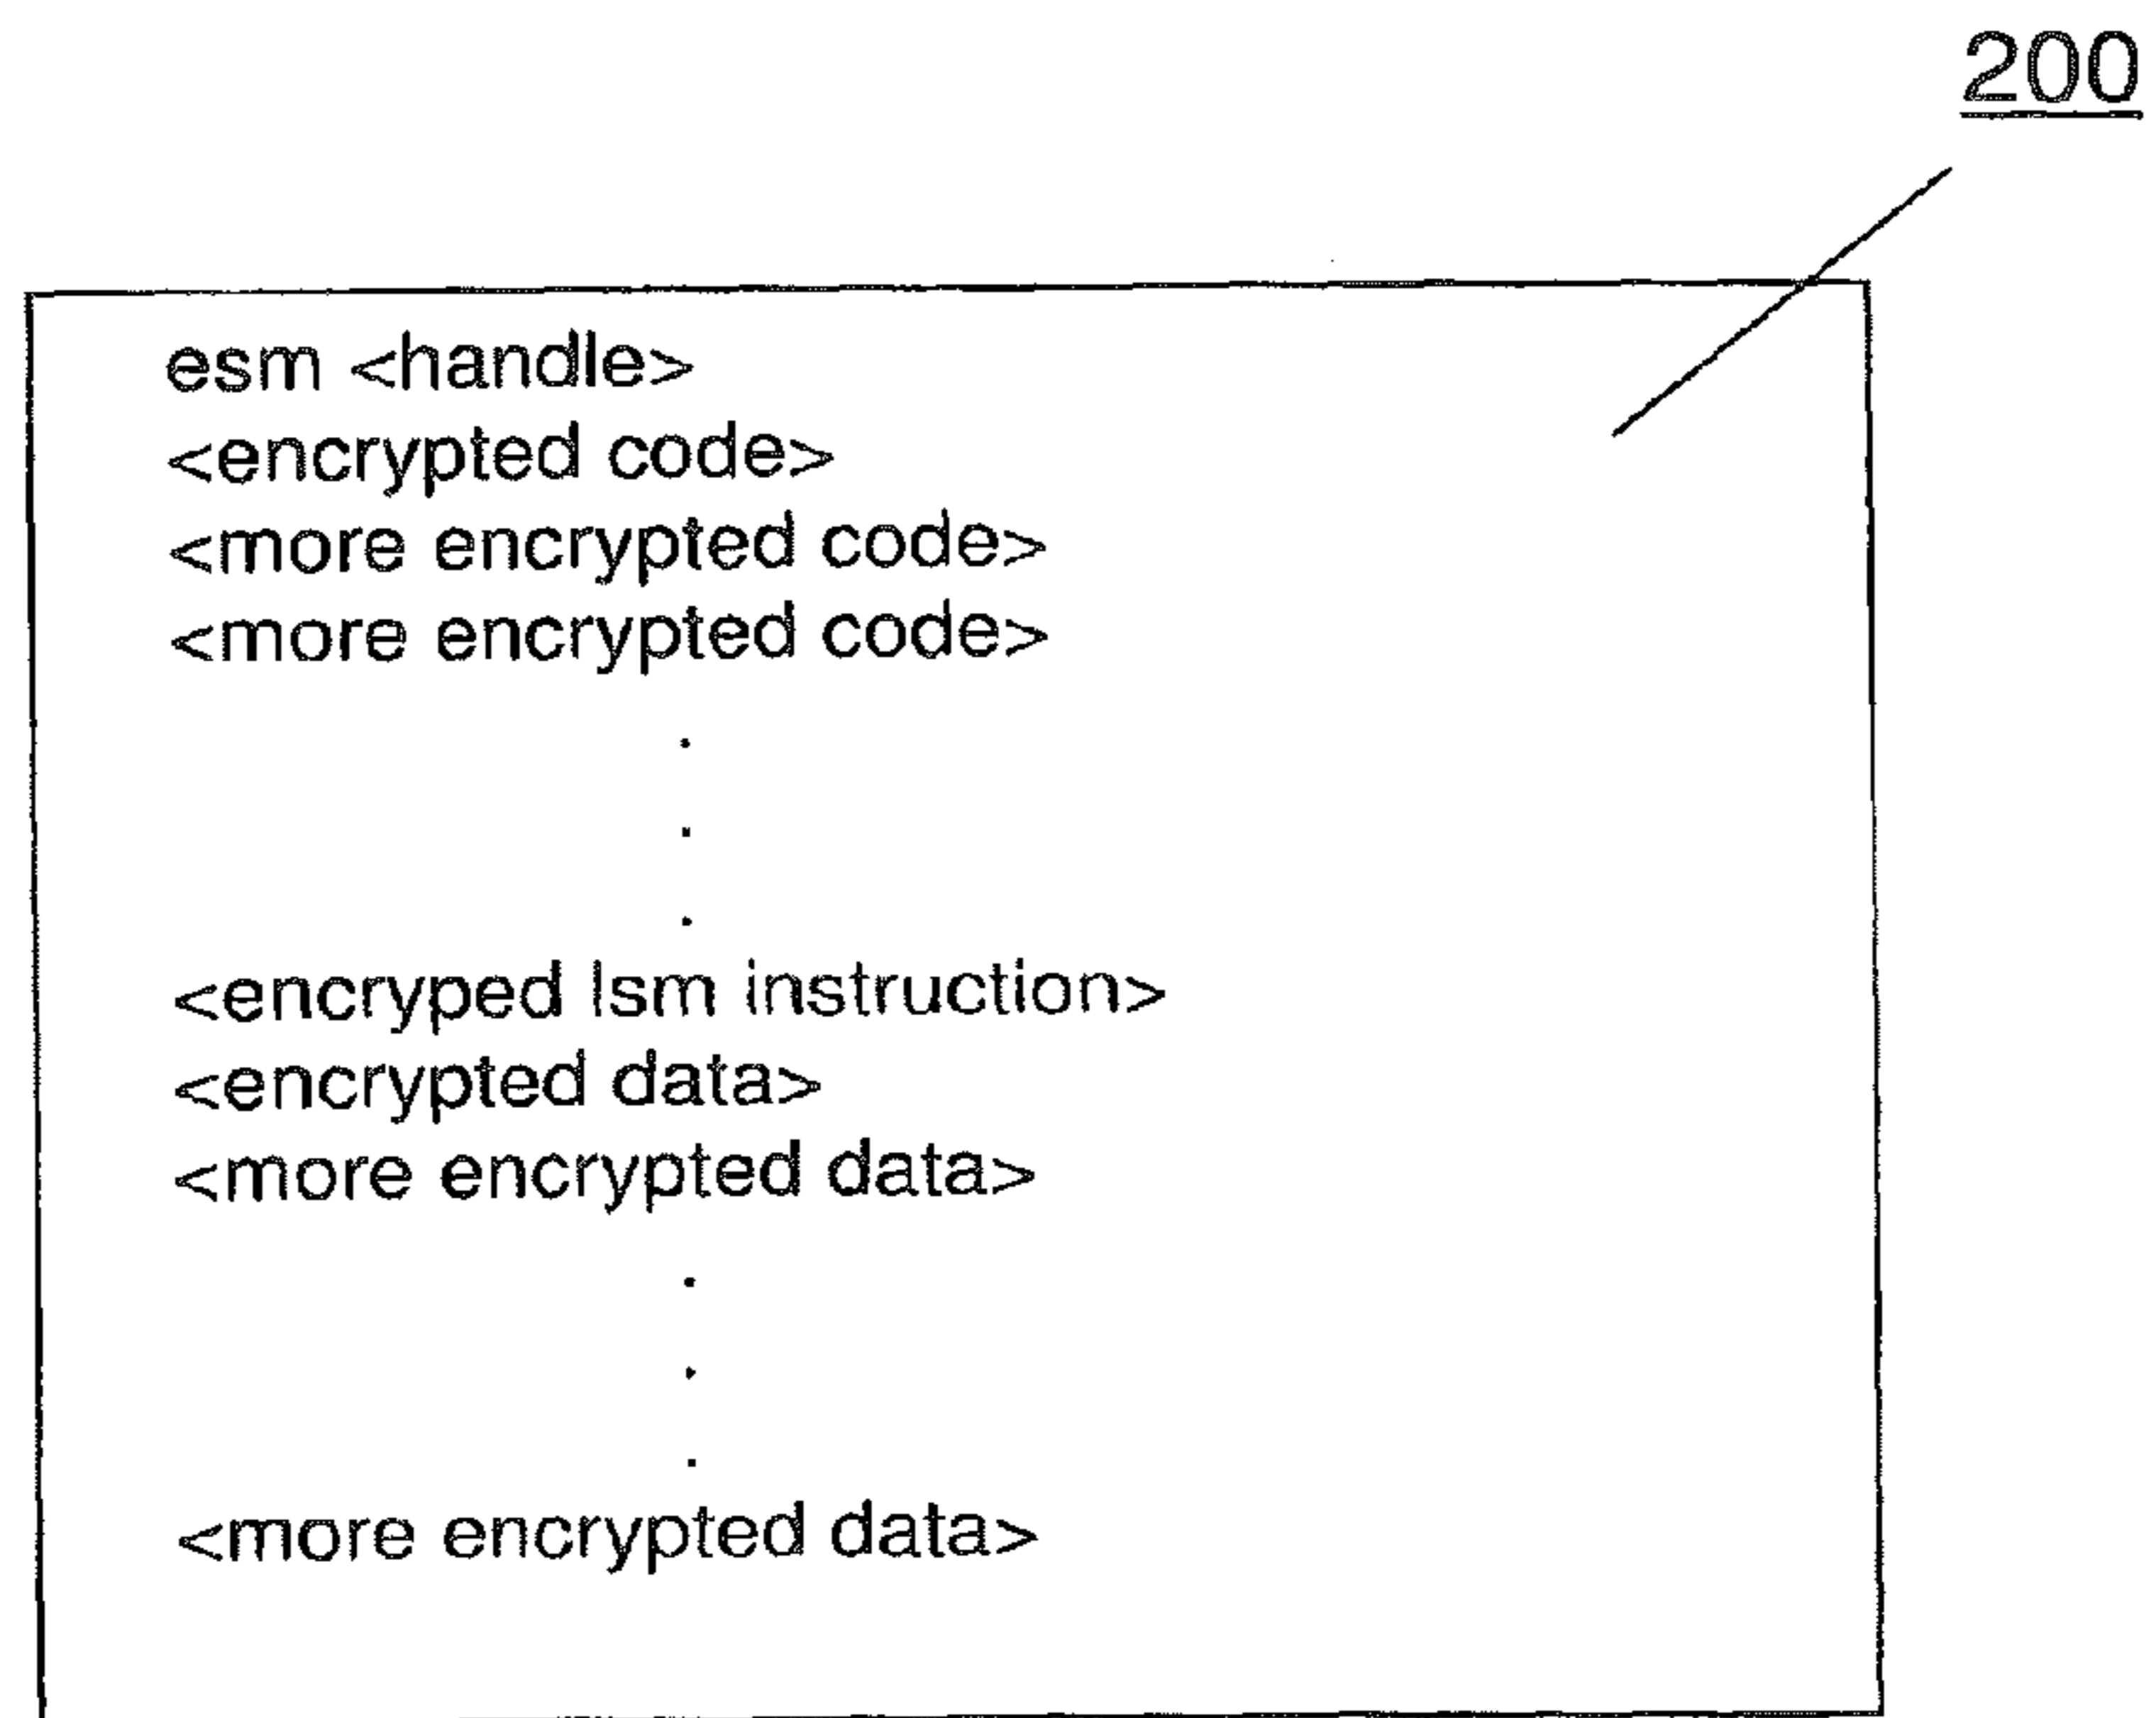 200
esm <handle>
<encrypted code>
<more encrypted code>
<more encrypted code>
.
.
.
<encryped lsm instruction>
<encrypted data>
<more encrypted data>
.
.
.
<more encrypted data>